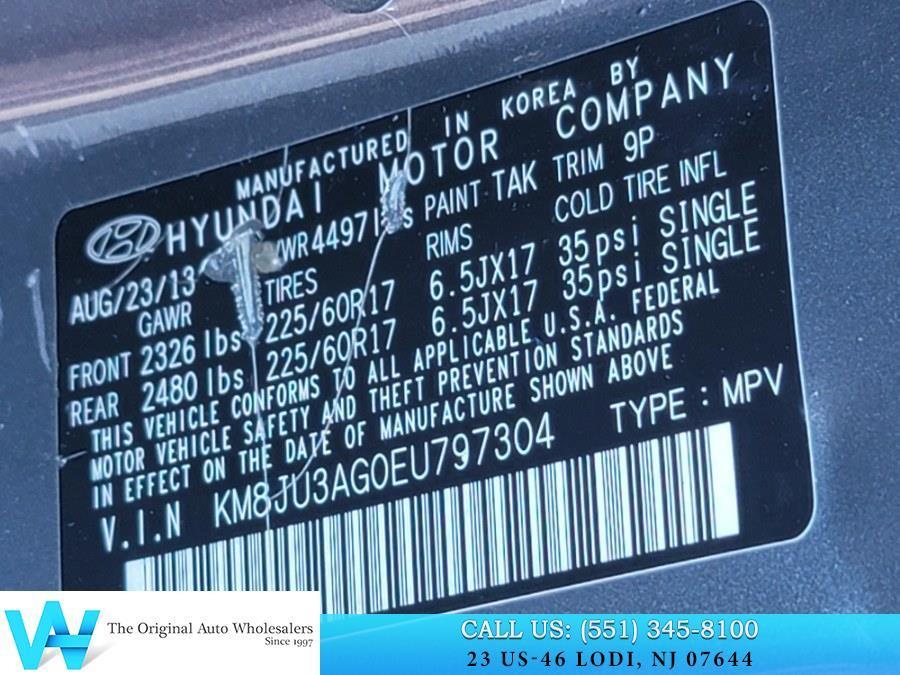 MANUFACTURED IN KOREA BY
HYUNDAI MOTOR COMPANY
AUG/23/13 4497 PAINT TAK TRIM 9P
GAWR TIRES RIMS COLD TIRE INFL
FRONT 2326 lbs 225/60R17 6.5JX17 35psi SINGLE
REAR 2480 lbs 225/60R17 6.5JX17 35psi SINGLE
THIS VEHICLE CONFORMS TO ALL APPLICABLE U.S.A. FEDERAL
MOTOR VEHICLE SAFETY AND THEFT PREVENTION STANDARDS
IN EFFECT ON THE DATE OF MANUFACTURE SHOWN ABOVE
V.I.N KM8JU3AG0EU797304 TYPE : MPV
The Original Auto Wholesalers
Since 1997
CALL US: (551) 345-8100
23 US-46 LODI, NJ 07644